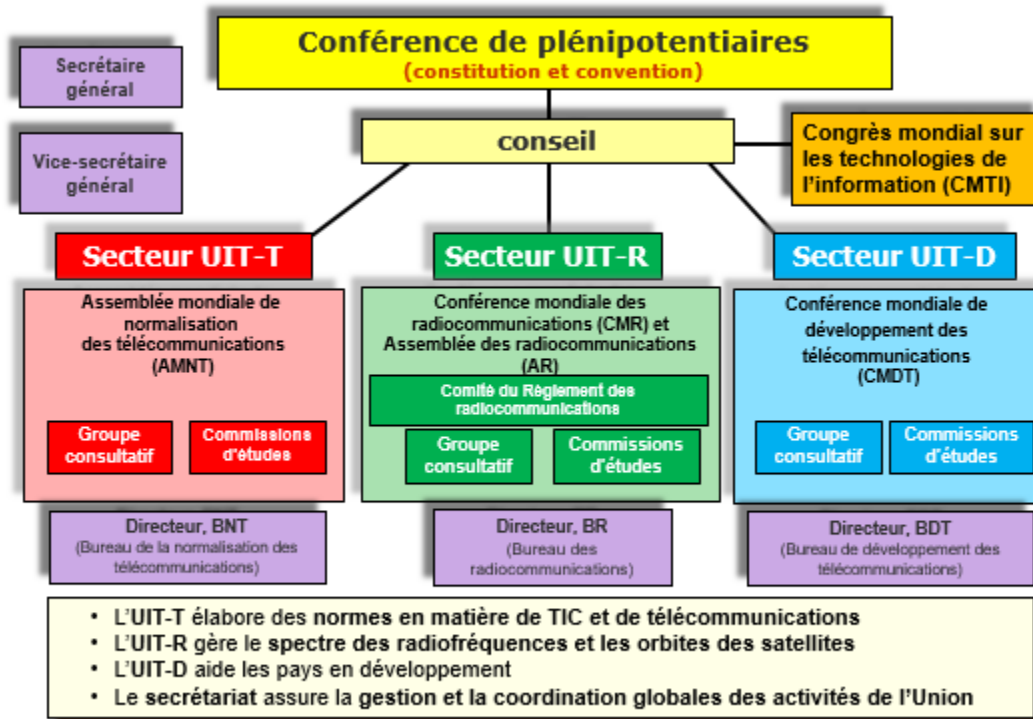 Conférence de plénipotentiaires
(constitution et convention)
Secrétaire
général
Vice-secrétaire
général
conseil
Congrès mondial sur
les technologies de
l'information (CMTI)
Secteur UIT-T
Assemblée mondiale de
normalisation
des télécommunications
(AMNT)
Groupe
consultatif
Commissions
d'études
Directeur, BNT
(Bureau de la normalisation des
télécommunications)
Secteur UIT-R
Conférence mondiale des
radiocommunications (CMR) et
Assemblée des radiocommunications
(AR)
Comité du Règlement des
radiocommunications
Groupe
consultatif
Commissions
d'études
Directeur, BR
(Bureau des
radiocommunications)
Secteur UIT-D
Conférence mondiale de
développement des
télécommunications
(CMDT)
Groupe
consultatif
Commissions
d'études
Directeur, BDT
(Bureau de développement des
télécommunications)
• L'UIT-T élabore des normes en matière de TIC et de télécommunications
• L'UIT-R gère le spectre des radiofréquences et les orbites des satellites
• L'UIT-D aide les pays en développement
• Le secrétariat assure la gestion et la coordination globales des activités de l'Union